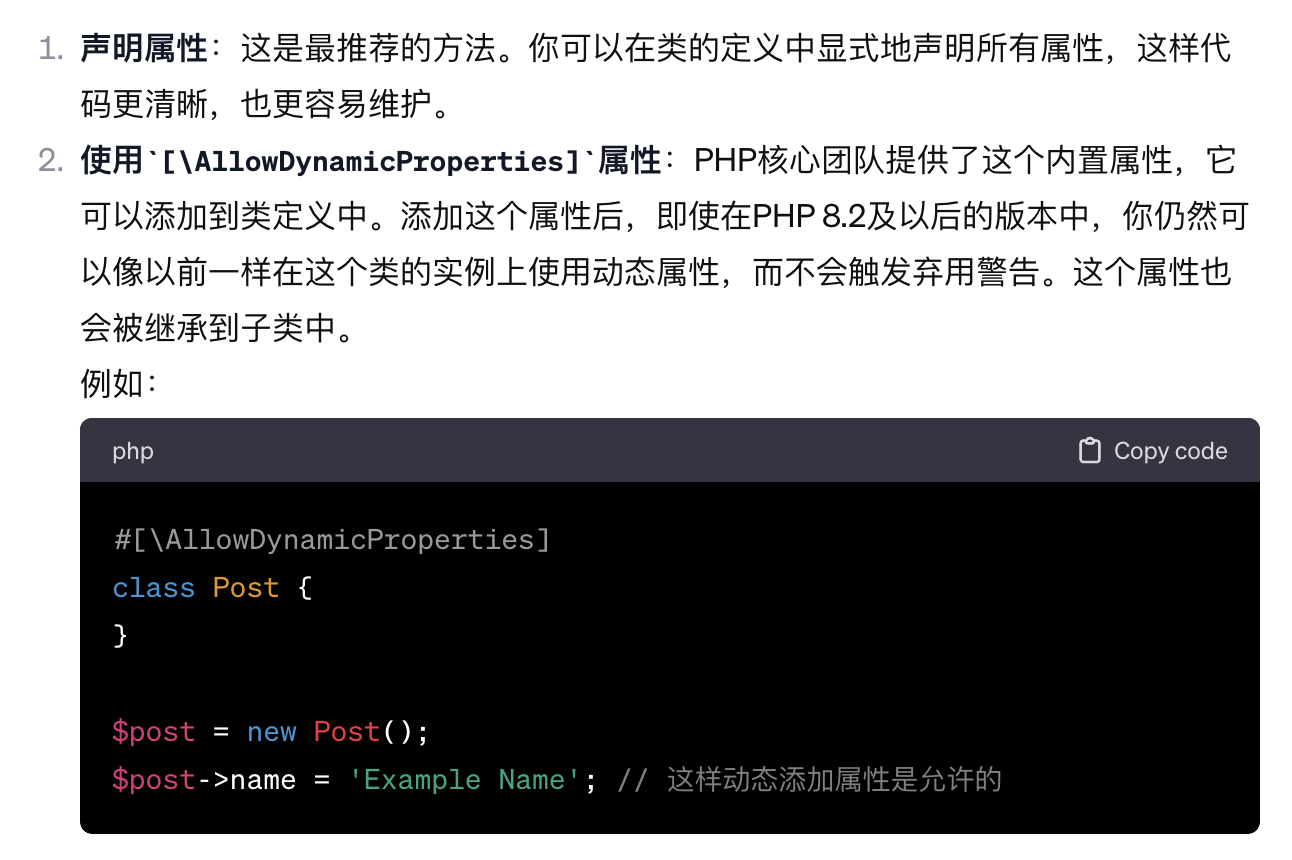 1. 声明属性：这是最推荐的方法。你可以在类的定义中显式地声明所有属性，这样代
码更清晰，也更容易维护。
2. 使用`[\AllowDynamicProperties]`属性：PHP核心团队提供了这个内置属性，它
可以添加到类定义中。添加这个属性后，即使在PHP 8.2及以后的版本中，你仍然可
以像以前一样在这个类的实例上使用动态属性，而不会触发弃用警告。这个属性也
会被继承到子类中。
例如：
php Copy code
#[\AllowDynamicProperties]
class Post {
}
$post = new Post();
$post->name = 'Example Name'; // 这样动态添加属性是允许的